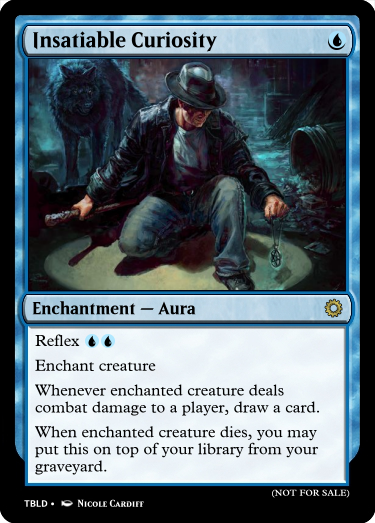 Insatiable Curiosity
Enchantment — Aura
Reflex
Enchant creature
Whenever enchanted creature deals
combat damage to a player, draw a card.
When enchanted creature dies, you may
put this on top of your library from your
graveyard.
(NOT FOR SALE)
TBLD • Nicole Cardiff